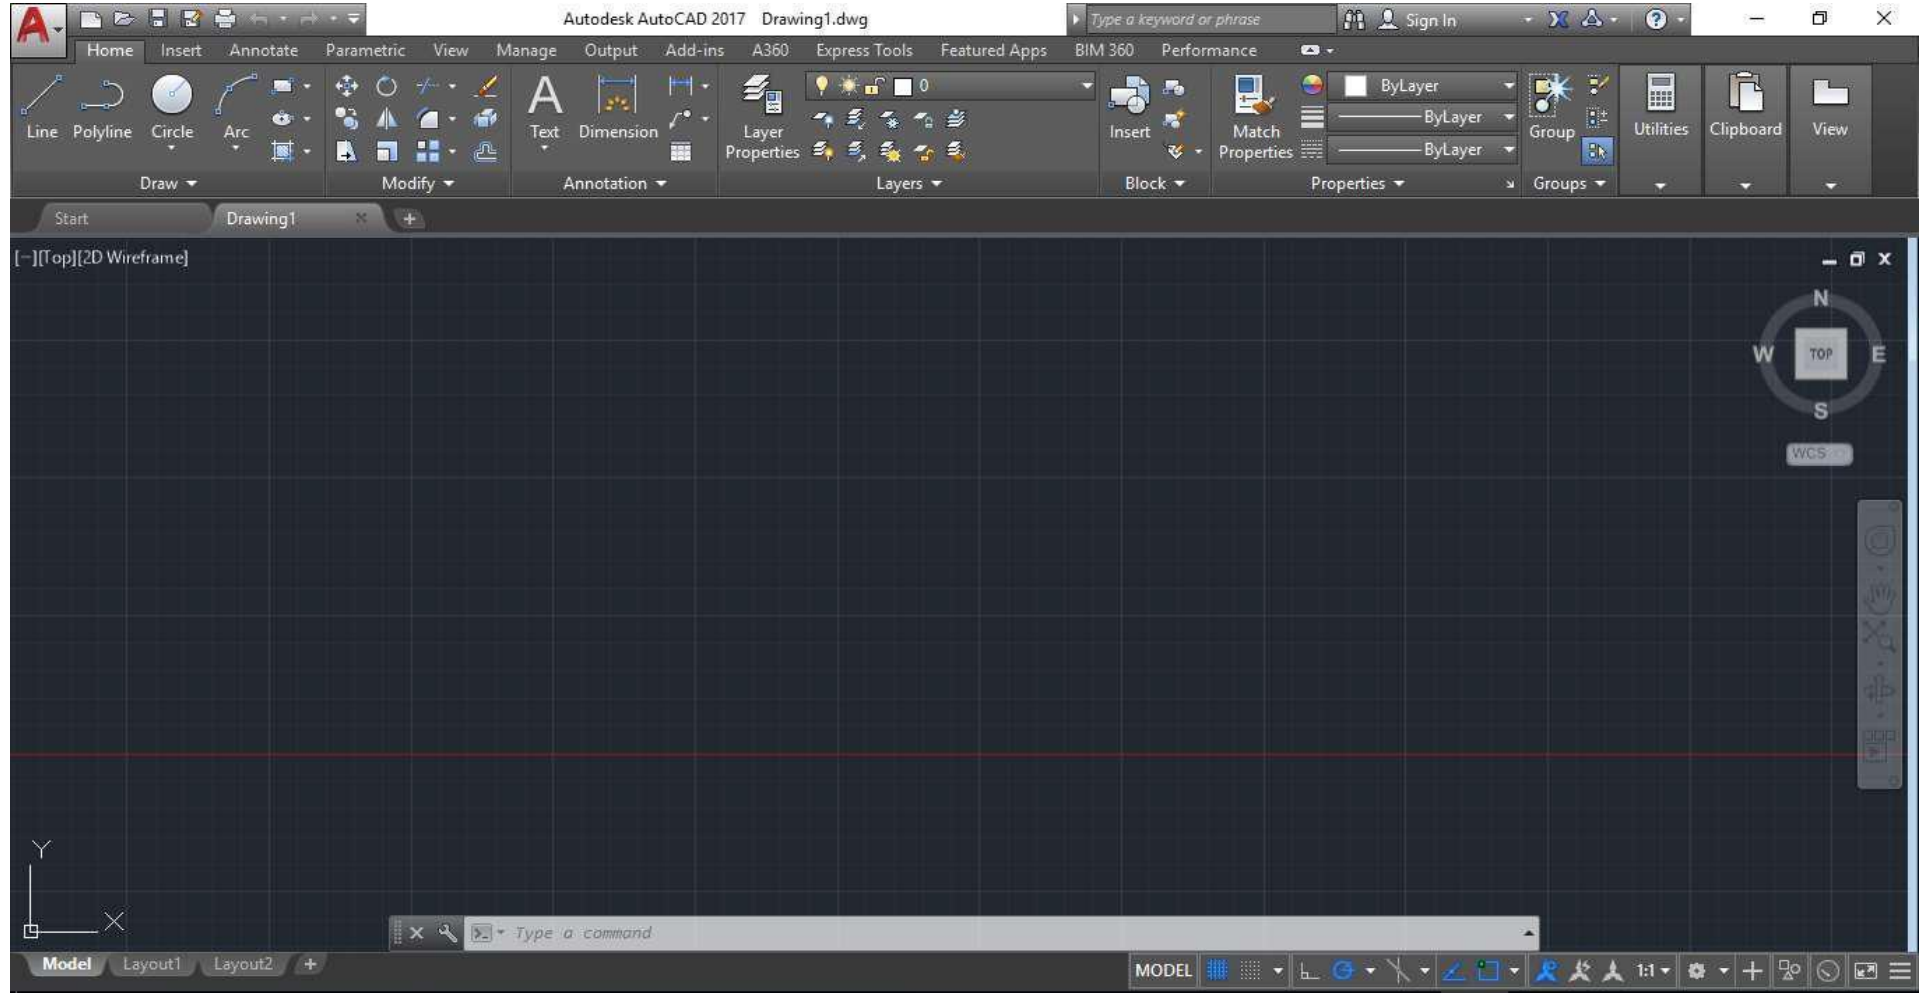 Autodesk AutoCAD 2017 Drawing1.dwg Type a keyword or phrase Sign In
Home Insert Annotate Parametric View Manage Output Add-ins A360 Express Tools Featured Apps BIM 360 Performance
0 ByLayer
ByLayer
Line Polyline Circle Arc Text Dimension Layer Properties Insert Match Properties Group Utilities Clipboard View
ByLayer
Draw Modify Annotation Layers Block Properties Groups
Start Drawing1
[−][Top][2D Wireframe]
N
W TOP E
S
WCS
Y
X
Type a command
Model Layout1 Layout2
MODEL 1:1